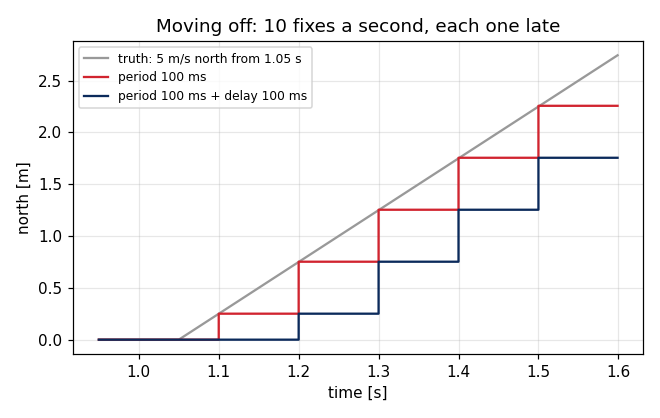 Moving off: 10 fixes a second, each one late
truth: 5 m/s north from 1.05 s
period 100 ms
period 100 ms + delay 100 ms
north [m]
2.5
2.0
1.5
1.0
0.5
0.0
1.0 1.1 1.2 1.3 1.4 1.5 1.6
time [s]